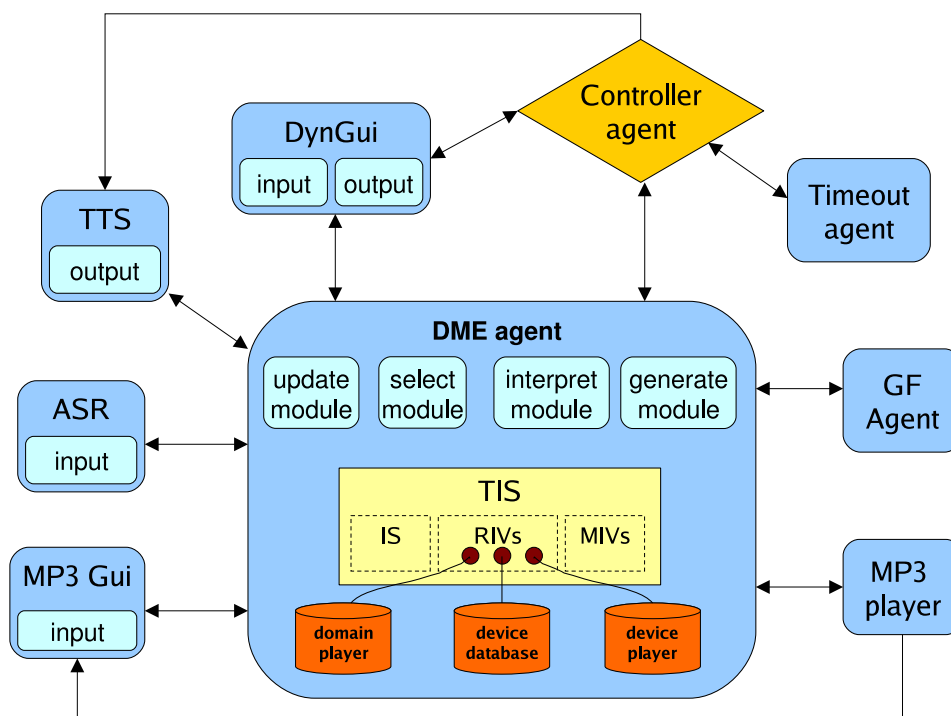 Controller
agent
DynGui
input
output
Timeout
agent
TTS
output
DME agent
update
module
select
module
interpret
module
generate
module
GF
Agent
ASR
input
TIS
IS
RIVs
MIVs
MP3 Gui
input
MP3
player
domain
player
device
database
device
player